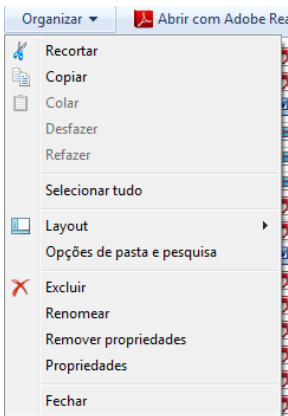 Organizar
Abrir com Adobe Rea
Recortar
Copiar
Colar
Desfazer
Refazer
Selecionar tudo
Layout
Opções de pasta e pesquisa
Excluir
Renomear
Remover propriedades
Propriedades
Fechar